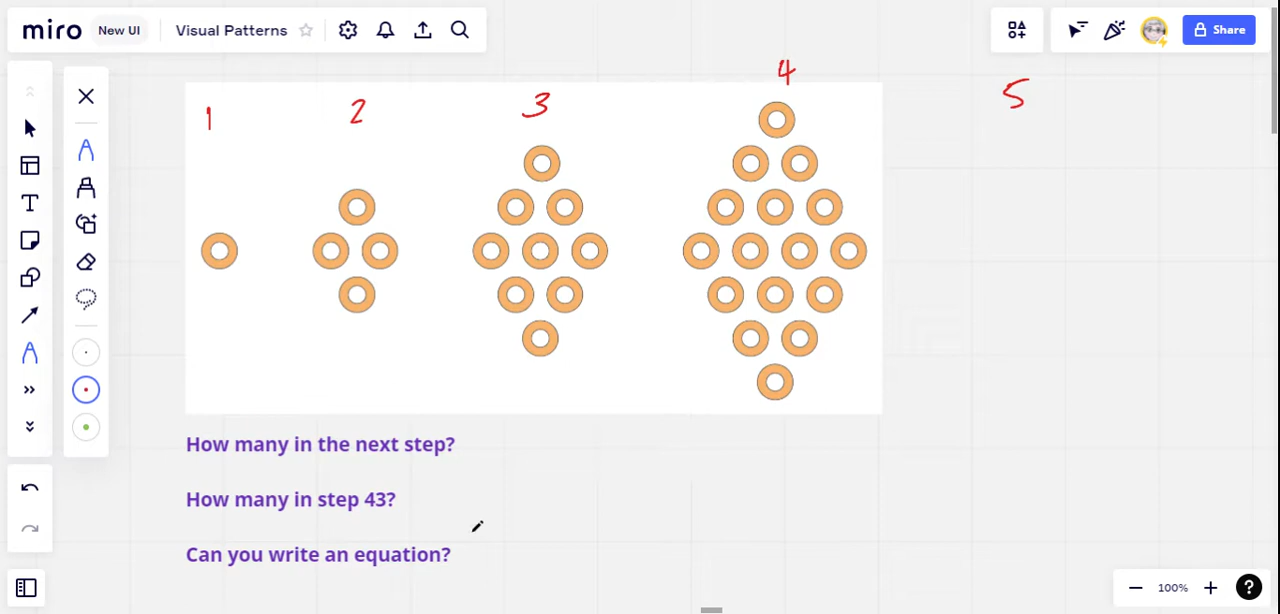 miro New UI Visual Patterns Share
1 2 3 4 5
How many in the next step?
How many in step 43?
Can you write an equation?
100% ?